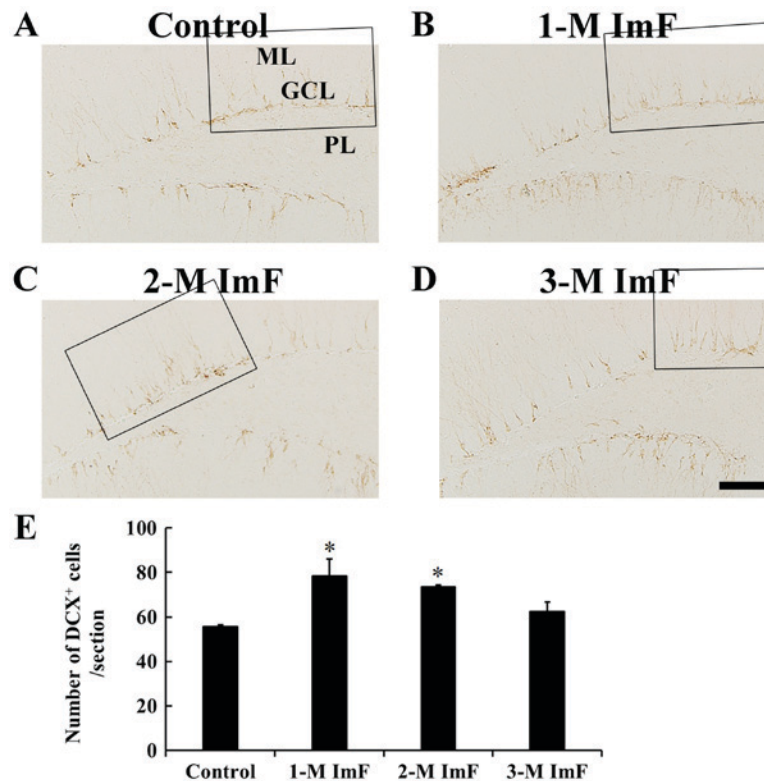 A Control
B 1-M ImF
ML
GCL
PL
C 2-M ImF
D 3-M ImF
E
Number of DCX+ cells
/section
100
80
60
40
20
0
*
*
Control 1-M ImF 2-M ImF 3-M ImF